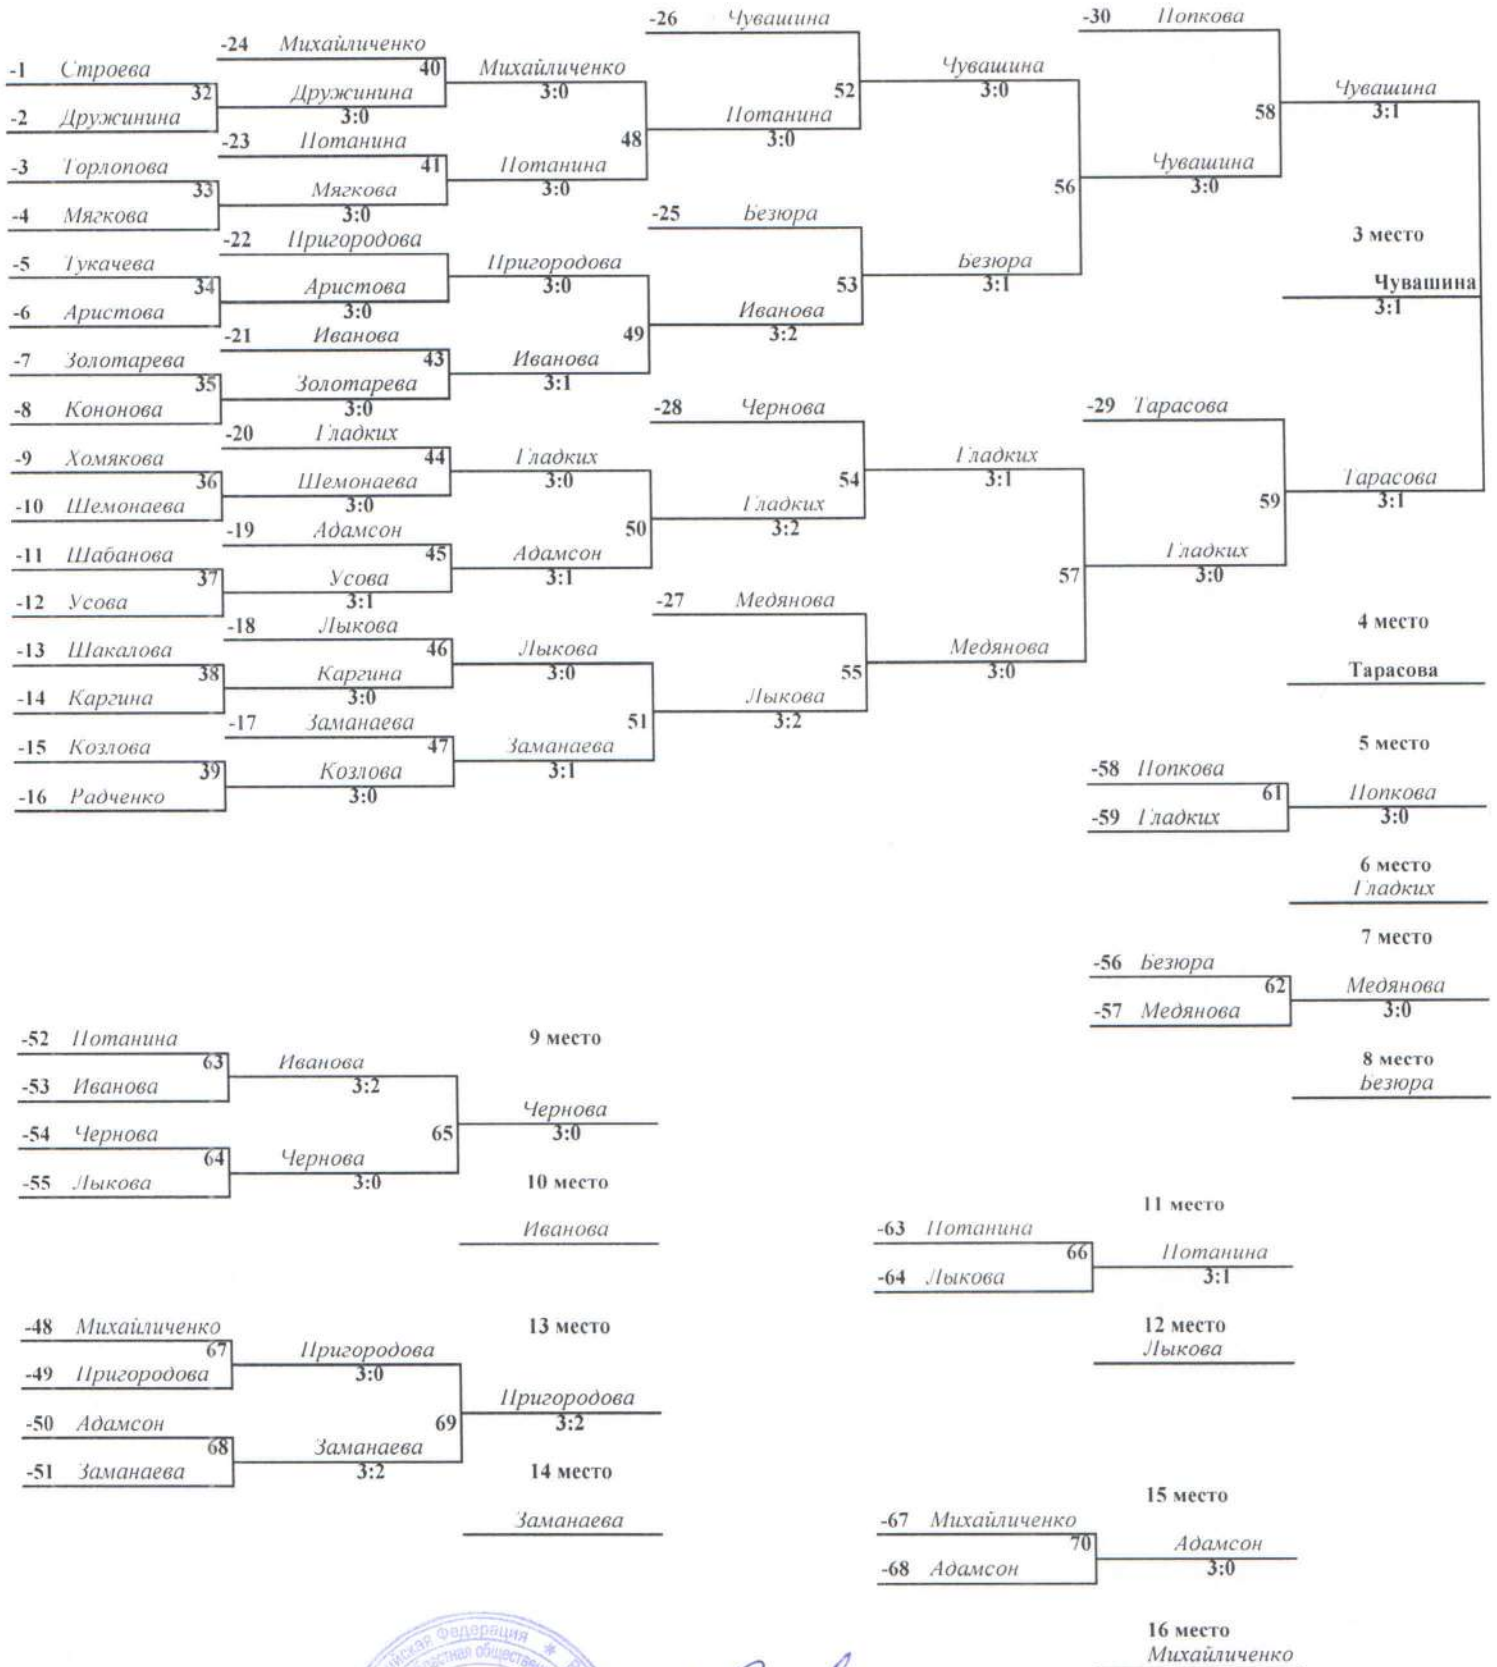 -26 Чувашина
-30 Попкова
-24 Михайличенко
-1 Строева
40 Михайличенко
3:0
Чувашина
3:0
32 Дружинина
3:0
52
Чувашина
3:1
-2 Дружинина
Потанина
3:0
58
-23 Потанина
48
-3 Горлопова
41 Потанина
3:0
Чувашина
3:0
33 Мягкова
3:0
56
-4 Мягкова
-25 Безюра
-22 Пригородова
3 место
-5 Тукачева
Пригородова
3:0
Безюра
3:1
Чувашина
3:1
34 Аристова
3:0
53
-6 Аристова
Иванова
3:2
-21 Иванова
49
-7 Золотарева
43 Иванова
3:1
35 Золотарева
3:0
-8 Кононова
-28 Чернова
-29 Тарасова
-20 Гладких
-9 Хомякова
44 Гладких
3:0
Гладких
3:1
36 Шемонаева
3:0
54
Тарасова
3:1
-10 Шемонаева
Гладких
3:2
59
-19 Адамсон
50
-11 Шабанова
45 Адамсон
3:1
Гладких
3:0
37 Усова
3:1
57
-12 Усова
-27 Медянова
-18 Лыкова
4 место
-13 Шакалова
46 Лыкова
3:0
Медянова
3:0
Тарасова
38 Каргина
3:0
55
-14 Каргина
Лыкова
3:2
-17 Заманаева
51
-15 Козлова
47 Заманаева
3:1
5 место
39 Козлова
3:0
-58 Попкова
-16 Радченко
61 Попкова
3:0
-59 Гладких
6 место
Гладких
7 место
-56 Безюра
62 Медянова
3:0
-57 Медянова
8 место
Безюра
-52 Потанина
9 место
63 Иванова
3:2
-53 Иванова
Чернова
3:0
-54 Чернова
65
64 Чернова
3:0
-55 Лыкова
10 место
Иванова
11 место
-63 Потанина
66 Потанина
3:1
-64 Лыкова
12 место
Лыкова
-48 Михайличенко
13 место
67 Пригородова
3:0
-49 Пригородова
Пригородова
3:2
-50 Адамсон
69
68 Заманаева
3:2
-51 Заманаева
14 место
Заманаева
15 место
-67 Михайличенко
70 Адамсон
3:0
-68 Адамсон
16 место
Михайличенко
Федерация